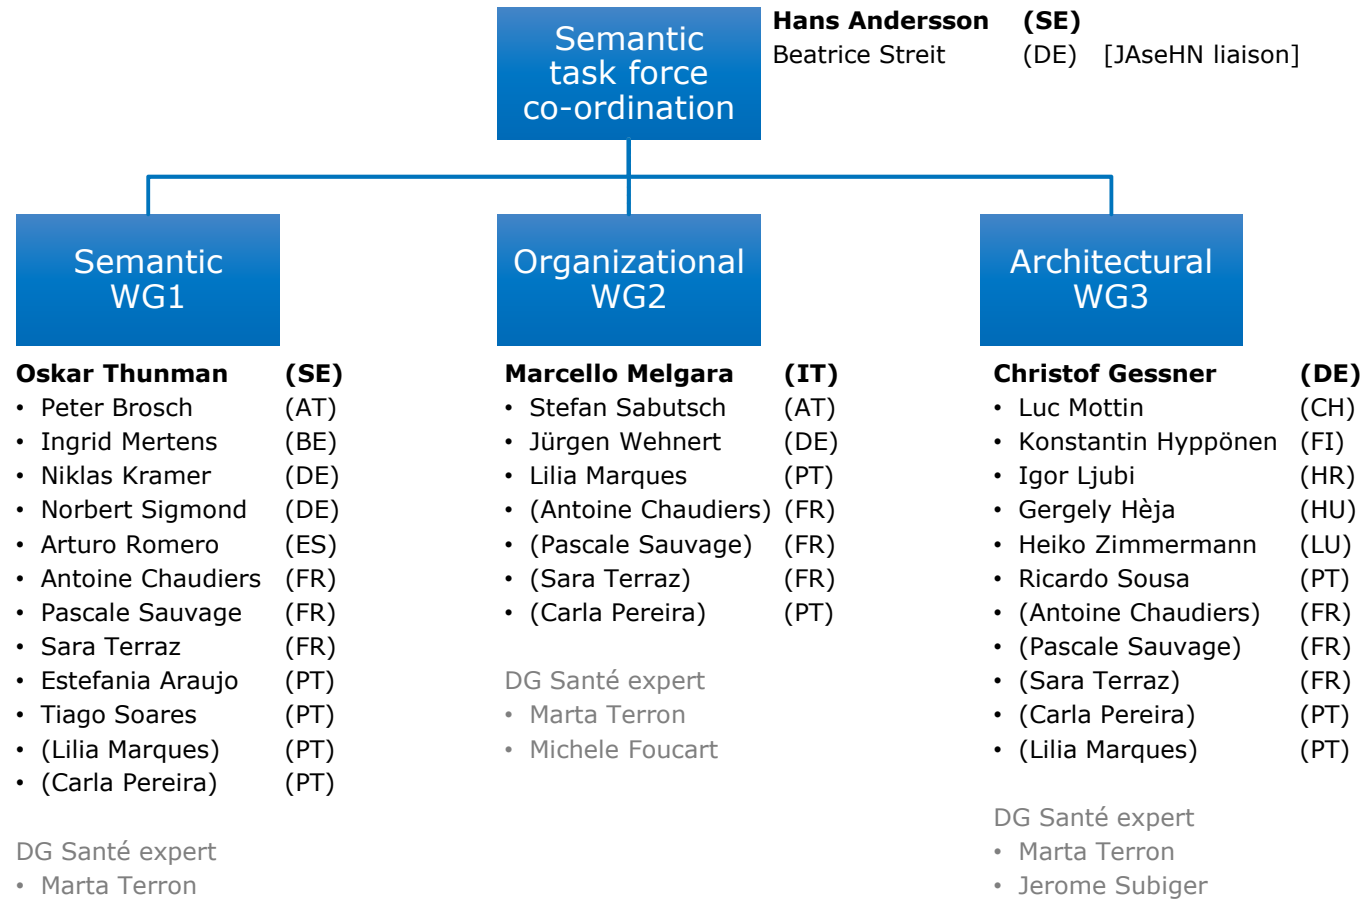 Semantic
task force
co-ordination
Hans Andersson (SE)
Beatrice Streit (DE) [JAseHN liaison]
Semantic
WG1
Oskar Thunman (SE)
• Peter Brosch (AT)
• Ingrid Mertens (BE)
• Niklas Kramer (DE)
• Norbert Sigmond (DE)
• Arturo Romero (ES)
• Antoine Chaudiers (FR)
• Pascale Sauvage (FR)
• Sara Terraz (FR)
• Estefania Araujo (PT)
• Tiago Soares (PT)
• (Lilia Marques) (PT)
• (Carla Pereira) (PT)
DG Santé expert
• Marta Terron
Organizational
WG2
Marcello Melgara (IT)
• Stefan Sabutsch (AT)
• Jürgen Wehnert (DE)
• Lilia Marques (PT)
• (Antoine Chaudiers) (FR)
• (Pascale Sauvage) (FR)
• (Sara Terraz) (FR)
• (Carla Pereira) (PT)
DG Santé expert
• Marta Terron
• Michele Foucart
Architectural
WG3
Christof Gessner (DE)
• Luc Mottin (CH)
• Konstantin Hyppönen (FI)
• Igor Ljubi (HR)
• Gergely Hèja (HU)
• Heiko Zimmermann (LU)
• Ricardo Sousa (PT)
• (Antoine Chaudiers) (FR)
• (Pascale Sauvage) (FR)
• (Sara Terraz) (FR)
• (Carla Pereira) (PT)
• (Lilia Marques) (PT)
DG Santé expert
• Marta Terron
• Jerome Subiger